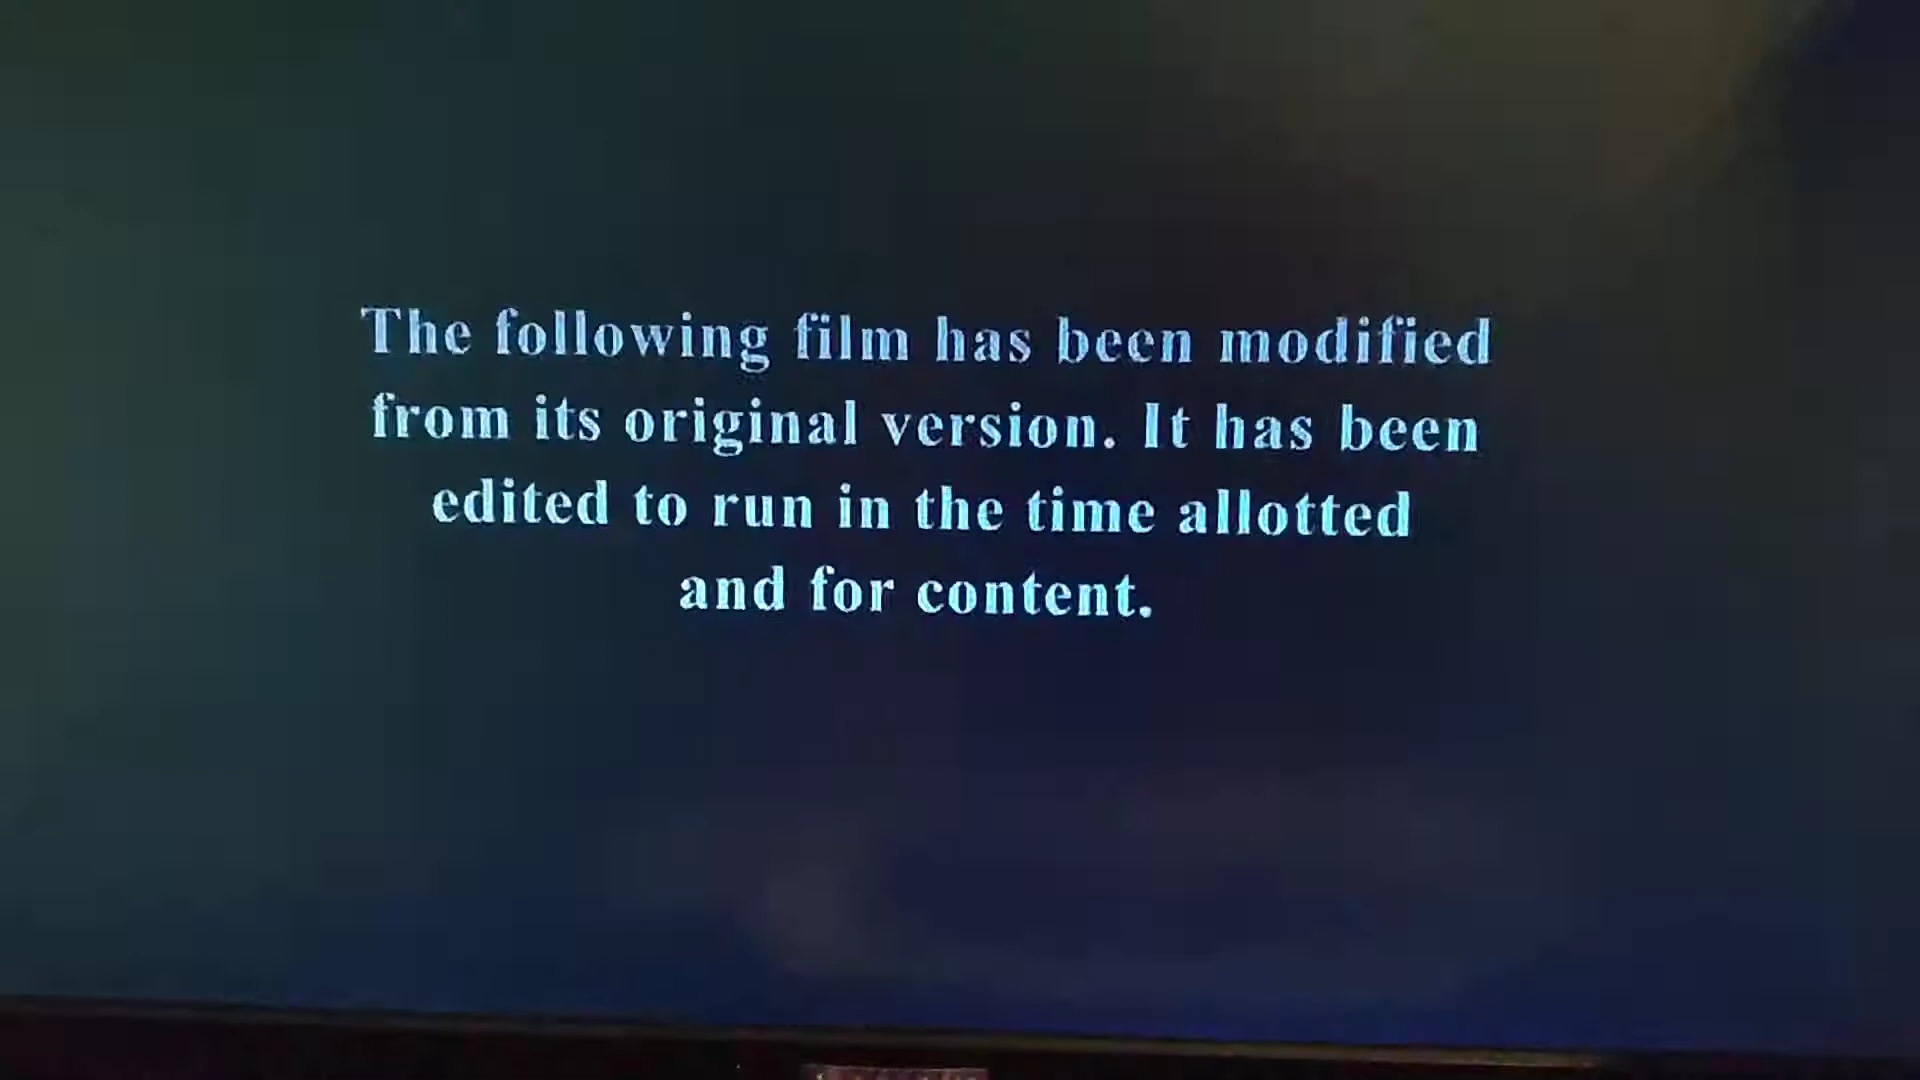 The following film has been modified
from its original version. It has been
edited to run in the time allotted
and for content.